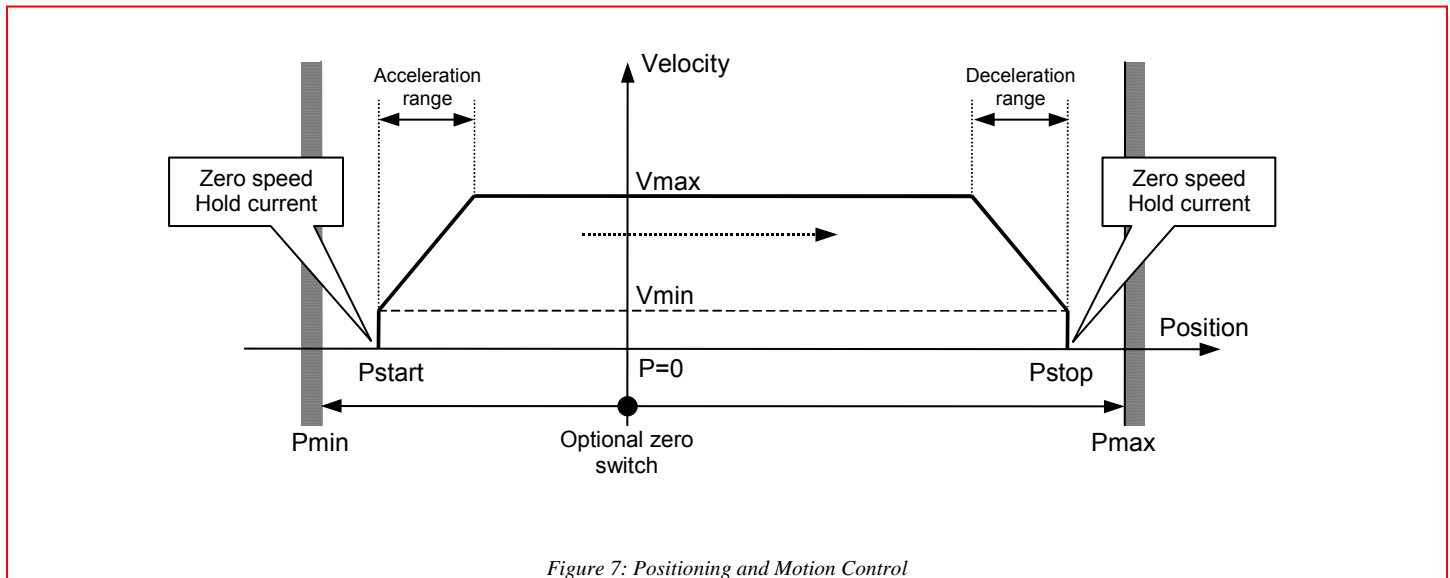 Velocity
Acceleration
range
Deceleration
range
Zero speed
Hold current
Vmax
Zero speed
Hold current
Vmin
Position
Pstart
P=0
Pstop
Pmin
Optional zero
switch
Pmax
Figure 7: Positioning and Motion Control